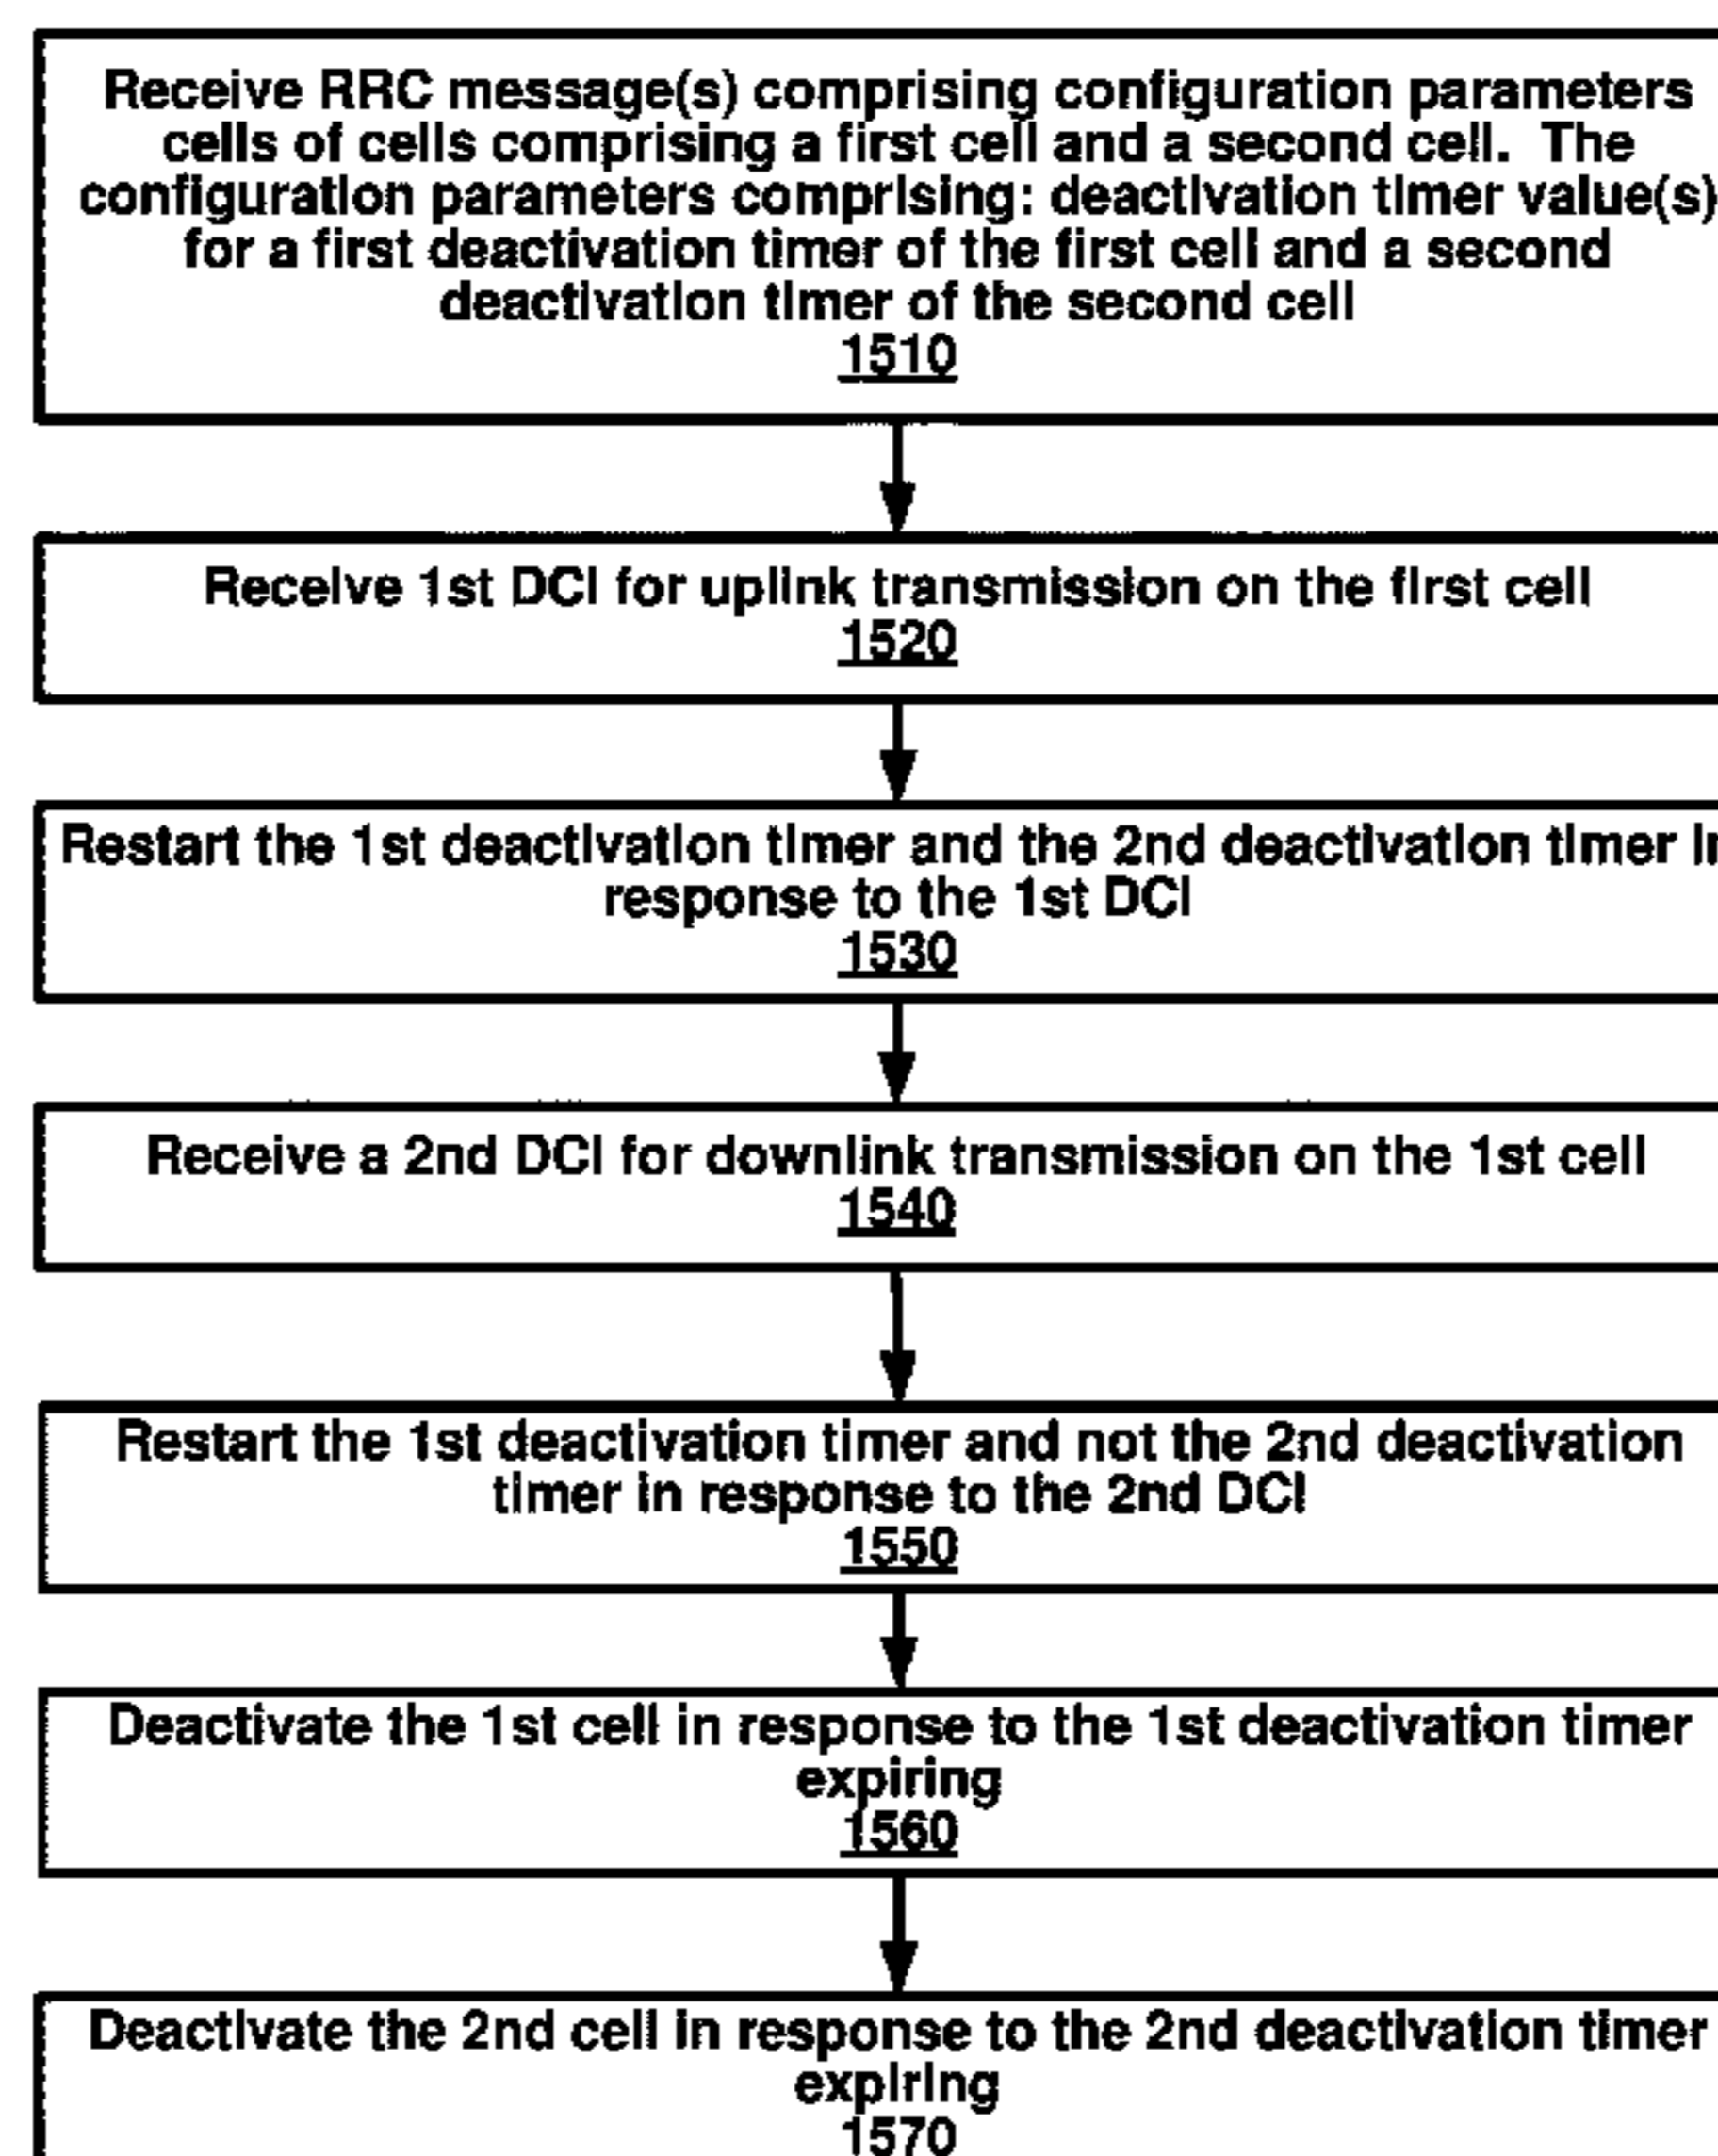 Receive RRC message(s) comprising configuration parameters
cells of cells comprising a first cell and a second cell. The
configuration parameters comprising: deactivation timer value(s)
for a first deactivation timer of the first cell and a second
deactivation timer of the second cell
1510
Receive 1st DCI for uplink transmission on the first cell
1520
Restart the 1st deactivation timer and the 2nd deactivation timer in
response to the 1st DCI
1530
Receive a 2nd DCI for downlink transmission on the 1st cell
1540
Restart the 1st deactivation timer and not the 2nd deactivation
timer in response to the 2nd DCI
1550
Deactivate the 1st cell in response to the 1st deactivation timer
expiring
1560
Deactivate the 2nd cell in response to the 2nd deactivation timer
expiring
1570